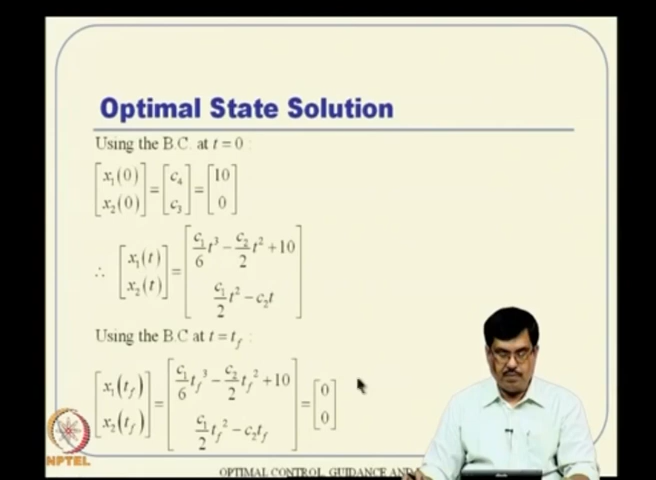 Optimal State Solution
Using the B.C. at t = 0 :
[x₁(0) x₂(0)] = [c₄ c₃] = [10 0]
∴ [x₁(t) x₂(t)] = [c₁/6 t³ − c₂/2 t² + 10 c₁/2 t² − c₂t]
Using the B.C at t = t_f :
[x₁(t_f) x₂(t_f)] = [c₁/6 t_f³ − c₂/2 t_f² + 10 c₁/2 t_f² − c₂t_f] = [0 0]
NPTEL
OPTIMAL CONTROL, GUIDANCE AND